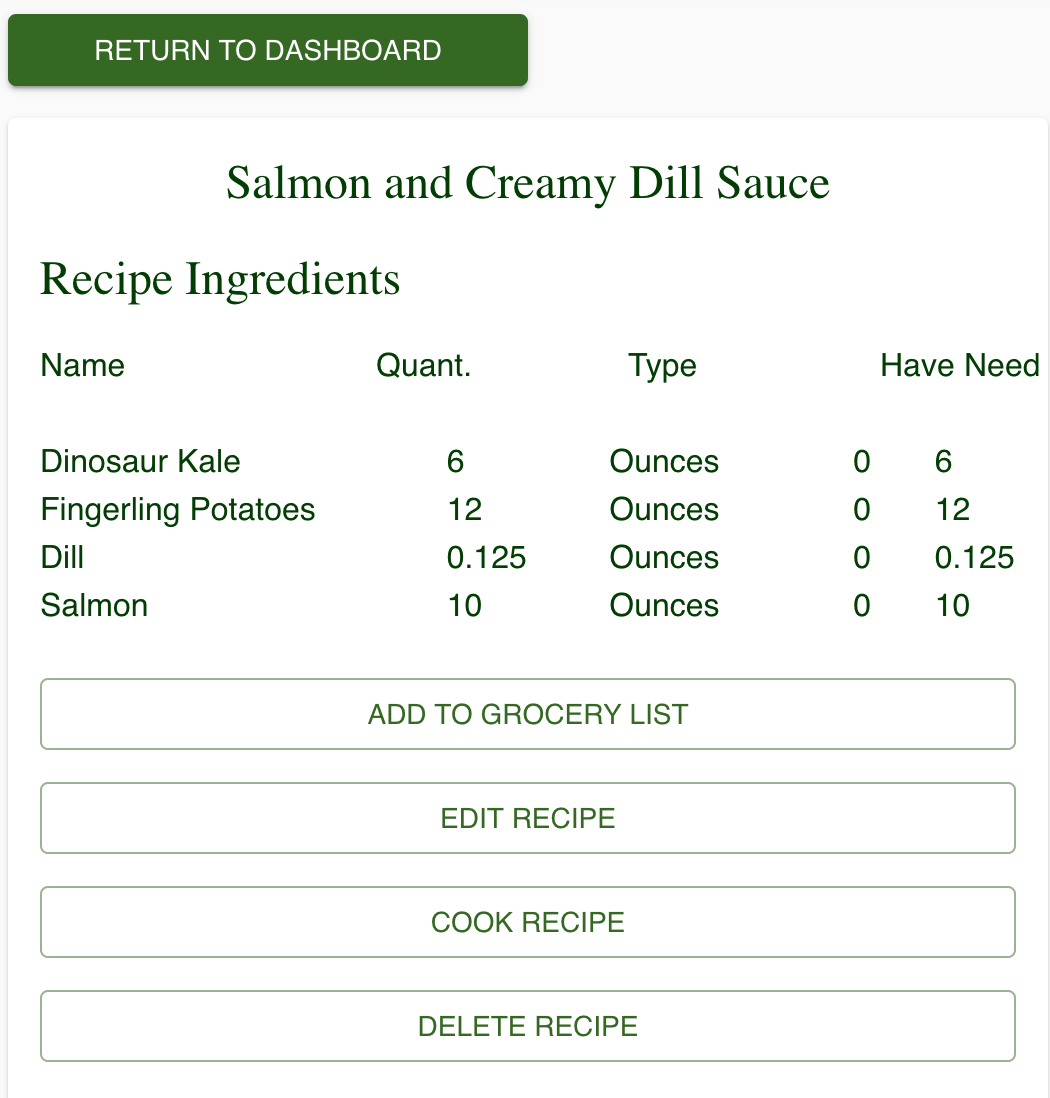 RETURN TO DASHBOARD
Salmon and Creamy Dill Sauce
Recipe Ingredients
Name Quant. Type Have Need
Dinosaur Kale 6 Ounces 0 6
Fingerling Potatoes 12 Ounces 0 12
Dill 0.125 Ounces 0 0.125
Salmon 10 Ounces 0 10
ADD TO GROCERY LIST
EDIT RECIPE
COOK RECIPE
DELETE RECIPE